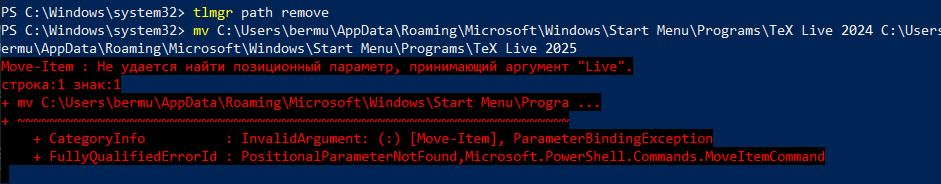 PS C:\Windows\system32> tlmgr path remove
PS C:\Windows\system32> mv C:\Users\bermu\AppData\Roaming\Microsoft\Windows\Start Menu\Programs\TeX Live 2024 C:\Us
ermu\AppData\Roaming\Microsoft\Windows\Start Menu\Programs\TeX Live 2025
Move-Item : Не удается найти позиционный параметр, принимающий аргумент "Live".
строка:1 знак:1
+ mv C:\Users\bermu\AppData\Roaming\Microsoft\Windows\Start Menu\Progra ...
+ ~~~~~~~~~~~~~~~~~~~~~~~~~~~~~~~~~~~~~~~~~~~~~~~~~~~~~~~~~~~~~~~~~~~~~
+ CategoryInfo : InvalidArgument: (:) [Move-Item], ParameterBindingException
+ FullyQualifiedErrorId : PositionalParameterNotFound,Microsoft.PowerShell.Commands.MoveItemCommand